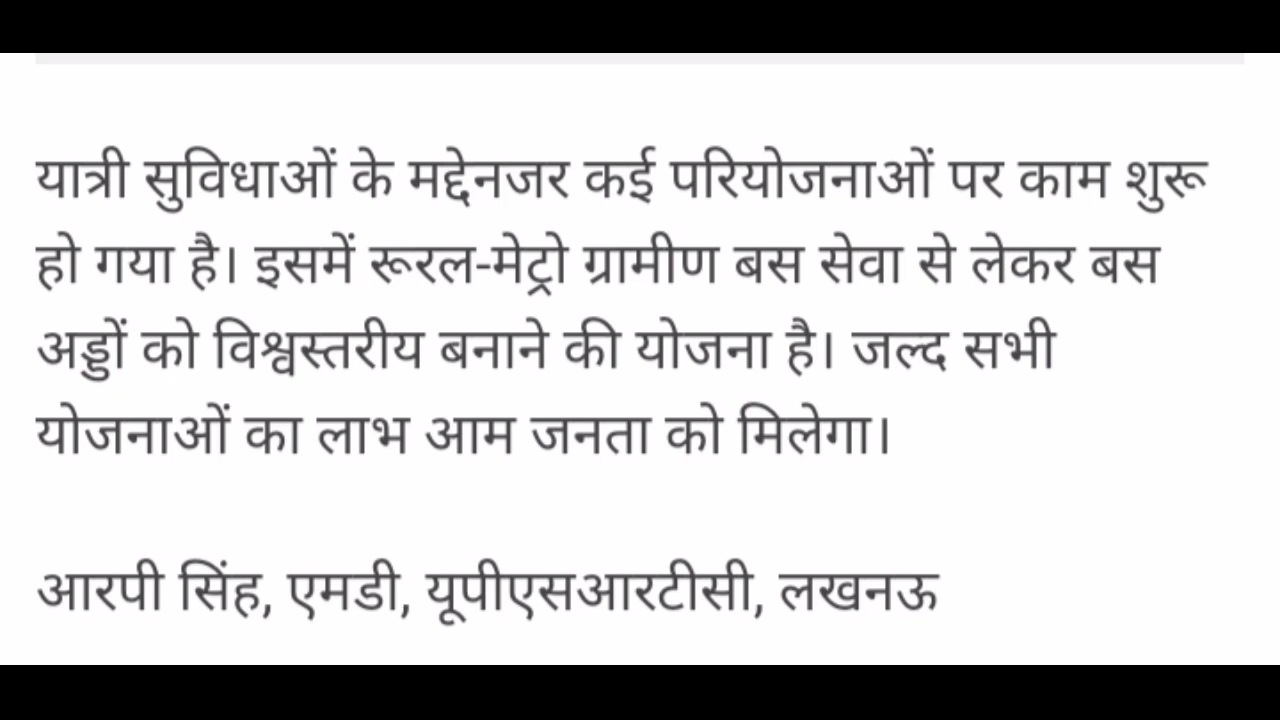 यात्री सुविधाओं के मद्देनजर कई परियोजनाओं पर काम शुरू
हो गया है। इसमें रूरल-मेट्रो ग्रामीण बस सेवा से लेकर बस
अड्डों को विश्वस्तरीय बनाने की योजना है। जल्द सभी
योजनाओं का लाभ आम जनता को मिलेगा।
आरपी सिंह, एमडी, यूपीएसआरटीसी, लखनऊ